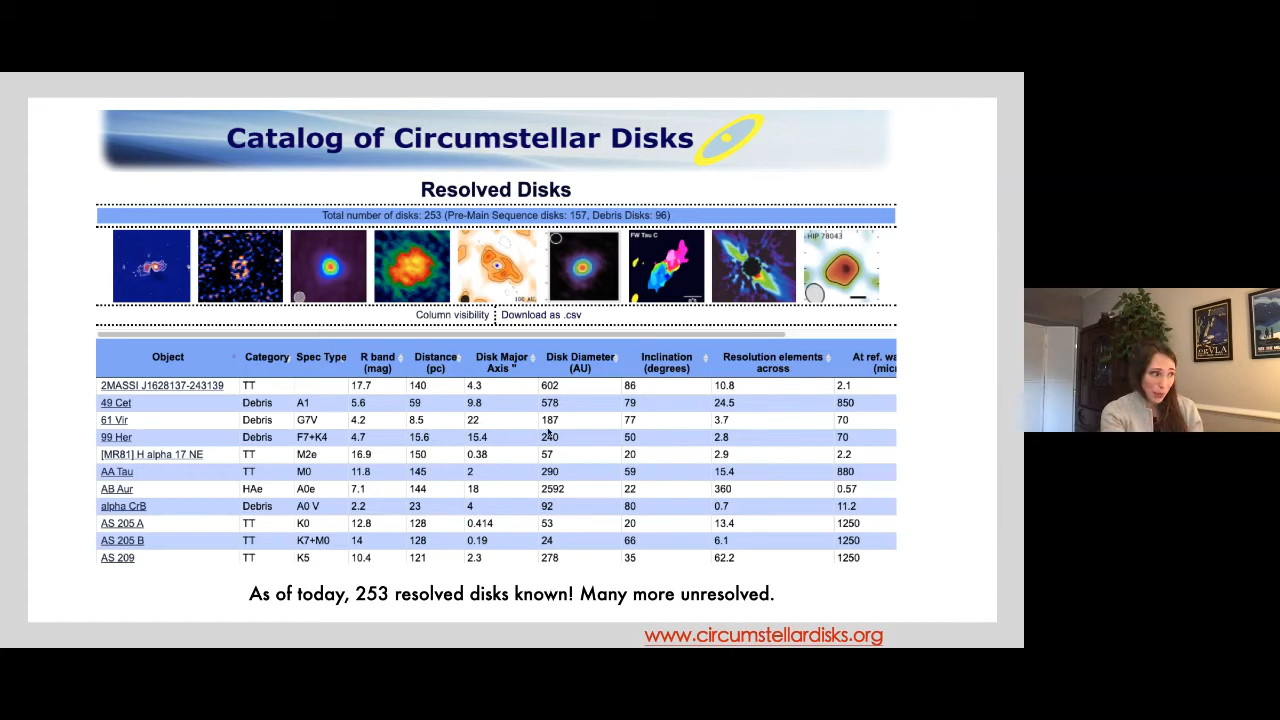 Catalog of Circumstellar Disks
Resolved Disks
Total number of disks: 253 (Pre-Main Sequence disks: 157, Debris Disks: 96)
FW Tau C
HIP 78043
100 AU
Column visibility Download as .csv
Object Category Spec Type R band (mag) Distance (pc) Disk Major Axis " Disk Diameter (AU) Inclination (degrees) Resolution elements across At ref. wa (micr
2MASSI J1628137-243139 TT 17.7 140 4.3 602 86 10.8 2.1
49 Cet Debris A1 5.6 59 9.8 578 79 24.5 850
61 Vir Debris G7V 4.2 8.5 22 187 77 3.7 70
99 Her Debris F7+K4 4.7 15.6 15.4 240 50 2.8 70
[MR81] H alpha 17 NE TT M2e 16.9 150 0.38 57 20 2.9 2.2
AA Tau TT M0 11.8 145 2 290 59 15.4 880
AB Aur HAe A0e 7.1 144 18 2592 22 360 0.57
alpha CrB Debris A0 V 2.2 23 4 92 80 0.7 11.2
AS 205 A TT K0 12.8 128 0.414 53 20 13.4 1250
AS 205 B TT K7+M0 14 128 0.19 24 66 6.1 1250
AS 209 TT K5 10.4 121 2.3 278 35 62.2 1250
As of today, 253 resolved disks known! Many more unresolved.
www.circumstellardisks.org